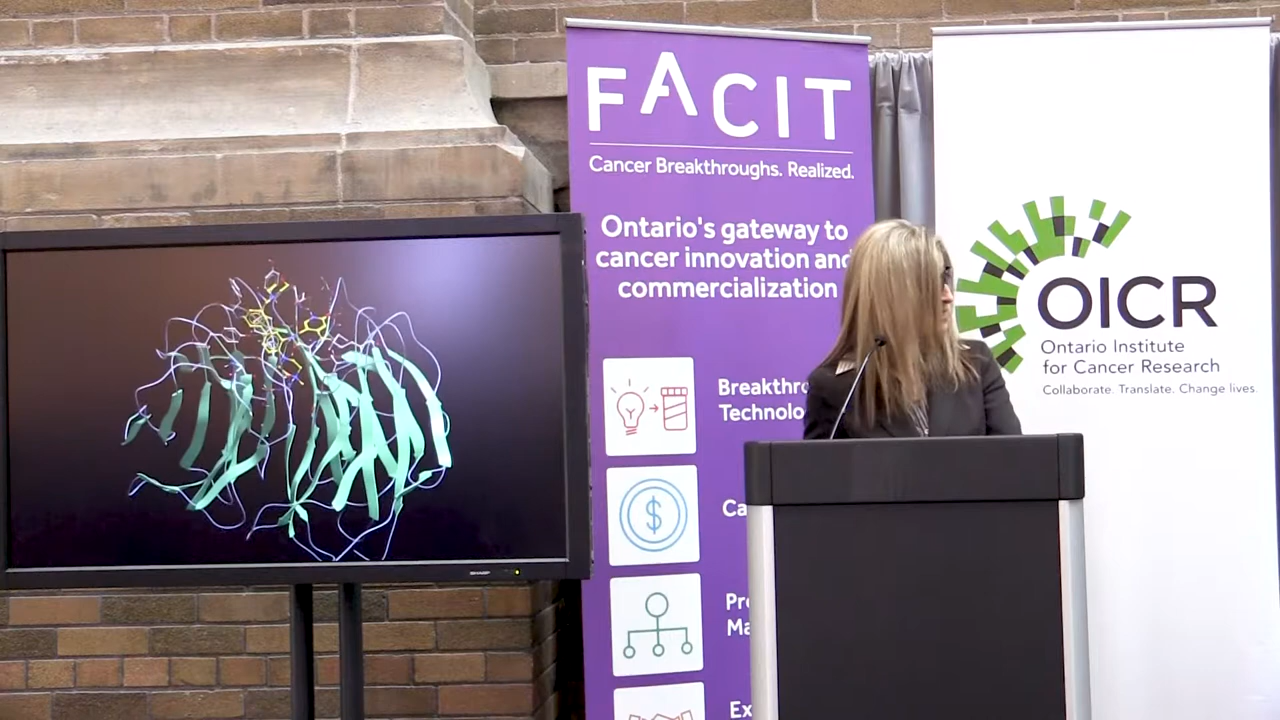 FACIT
Cancer Breakthroughs. Realized.
Ontario's gateway to
cancer innovation and
commercialization
OICR
Ontario Institute
for Cancer Research
Collaborate. Translate. Change lives.
SHARP